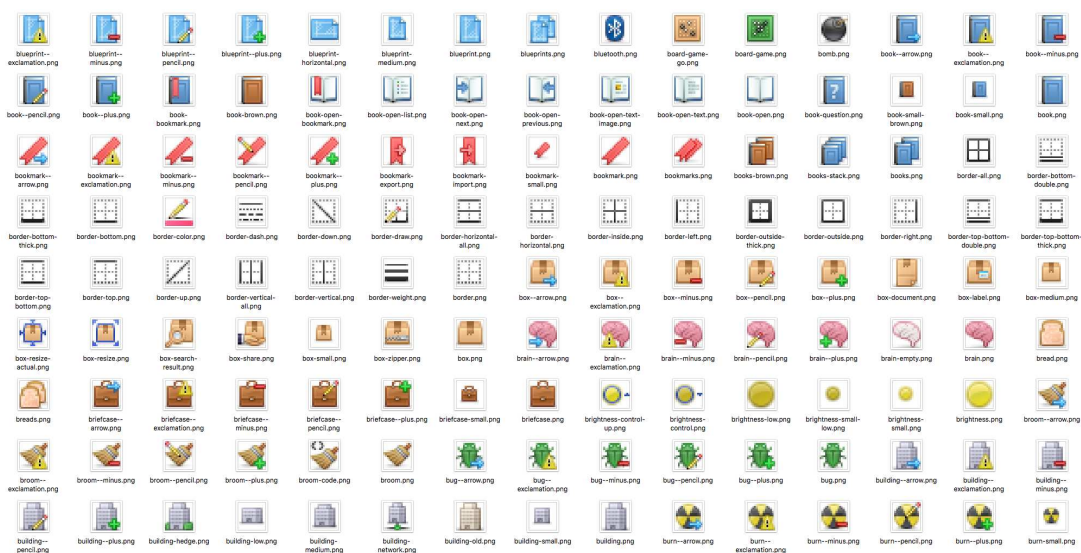 blueprint-- blueprint-- blueprint-- blueprint--plus.png blueprint- blueprint- blueprint.png blueprints.png bluetooth.png board-game- board-game.png bomb.png book--arrow.png book-- book--minus.png
exclamation.png minus.png pencil.png horizontal.png medium.png go.png exclamation.png
book--pencil.png book--plus.png book- book-brown.png book-open- book-open-list.png book-open- book-open- book-open-text- book-open-text.png book-open.png book-question.png book-small- book-small.png book.png
bookmark.png bookmark.png next.png previous.png image.png brown.png
bookmark-- bookmark-- bookmark-- bookmark-- bookmark-- bookmark- bookmark- bookmark- bookmark.png bookmarks.png books-brown.png books-stack.png books.png border-all.png border-bottom-
arrow.png exclamation.png minus.png pencil.png plus.png export.png import.png small.png double.png
border-bottom- border-bottom.png border-color.png border-dash.png border-down.png border-draw.png border-horizontal- border- border-inside.png border-left.png border-outside- border-outside.png border-right.png border-top-bottom- border-top-bottom-
thick.png all.png horizontal.png thick.png double.png thick.png
border-top- border-top.png border-up.png border-vertical- border-vertical.png border-weight.png border.png box--arrow.png box-- box--minus.png box--pencil.png box--plus.png box-document.png box-label.png box-medium.png
bottom.png all.png exclamation.png
box-resize- box-resize.png box-search- box-share.png box-small.png box-zipper.png box.png brain--arrow.png brain-- brain--minus.png brain--pencil.png brain--plus.png brain-empty.png brain.png bread.png
actual.png result.png exclamation.png
breads.png briefcase-- briefcase-- briefcase-- briefcase-- briefcase--plus.png briefcase-small.png briefcase.png brightness-control- brightness- brightness-low.png brightness-small- brightness- brightness.png broom--arrow.png
arrow.png exclamation.png minus.png pencil.png up.png control.png low.png small.png
broom-- broom--minus.png broom--pencil.png broom--plus.png broom-code.png broom.png bug--arrow.png bug-- bug--minus.png bug--pencil.png bug--plus.png bug.png building--arrow.png building-- building--
exclamation.png exclamation.png exclamation.png minus.png
building-- building--plus.png building-hedge.png building-low.png building- building- building-old.png building-small.png building.png burn--arrow.png burn-- burn--minus.png burn--pencil.png burn--plus.png burn-small.png
pencil.png medium.png network.png exclamation.png